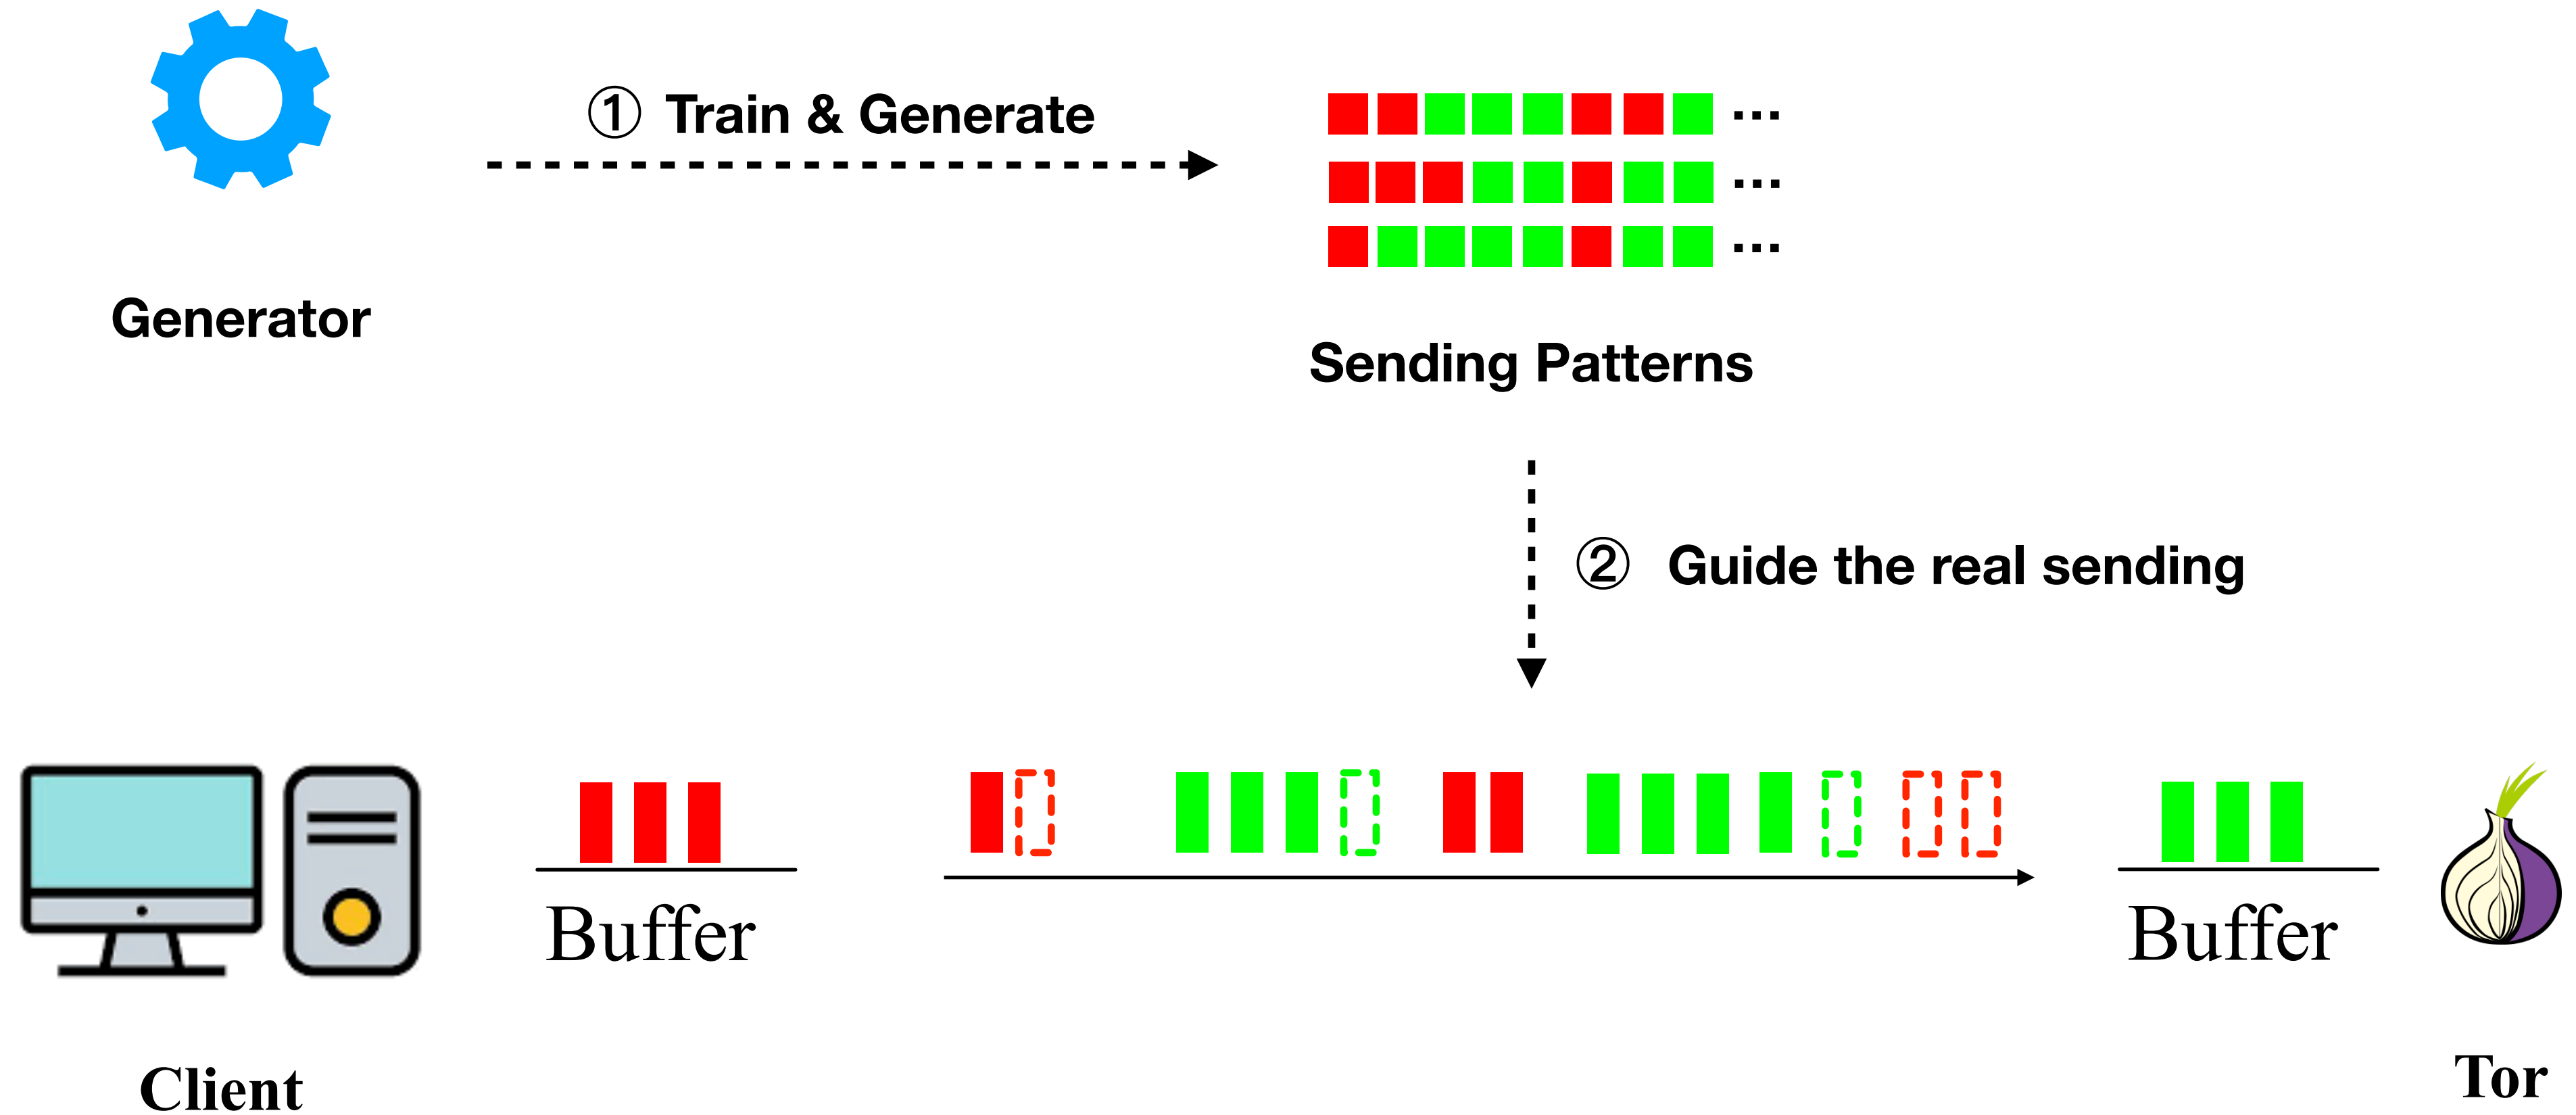 ① Train & Generate
...
...
...
Generator
Sending Patterns
② Guide the real sending
Buffer
Buffer
Client
Tor